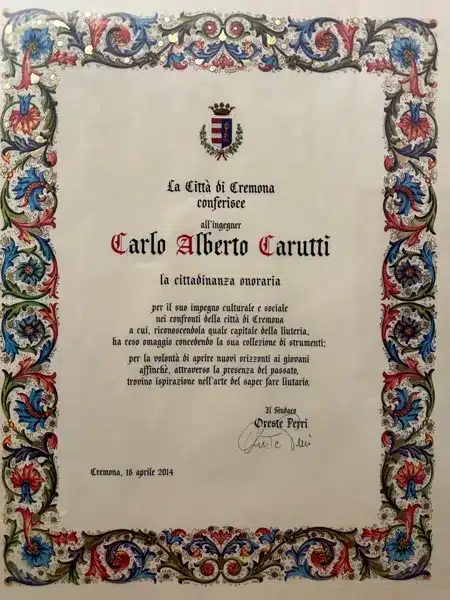 La Città di Cremona
conferisce
all'ingegner
Carlo Alberto Carutti
la cittadinanza onoraria
per il suo impegno culturale e sociale
nei confronti della città di Cremona
a cui, riconoscendola quale capitale della liuteria,
ha reso omaggio concedendo la sua collezione di strumenti;
per la volontà di aprire nuovi orizzonti ai giovani
affinchè, attraverso la presenza del passato,
trovino ispirazione nell'arte del saper fare liutario.
Il Sindaco
Oreste Perri
Oreste Perri
Cremona, 16 aprile 2014